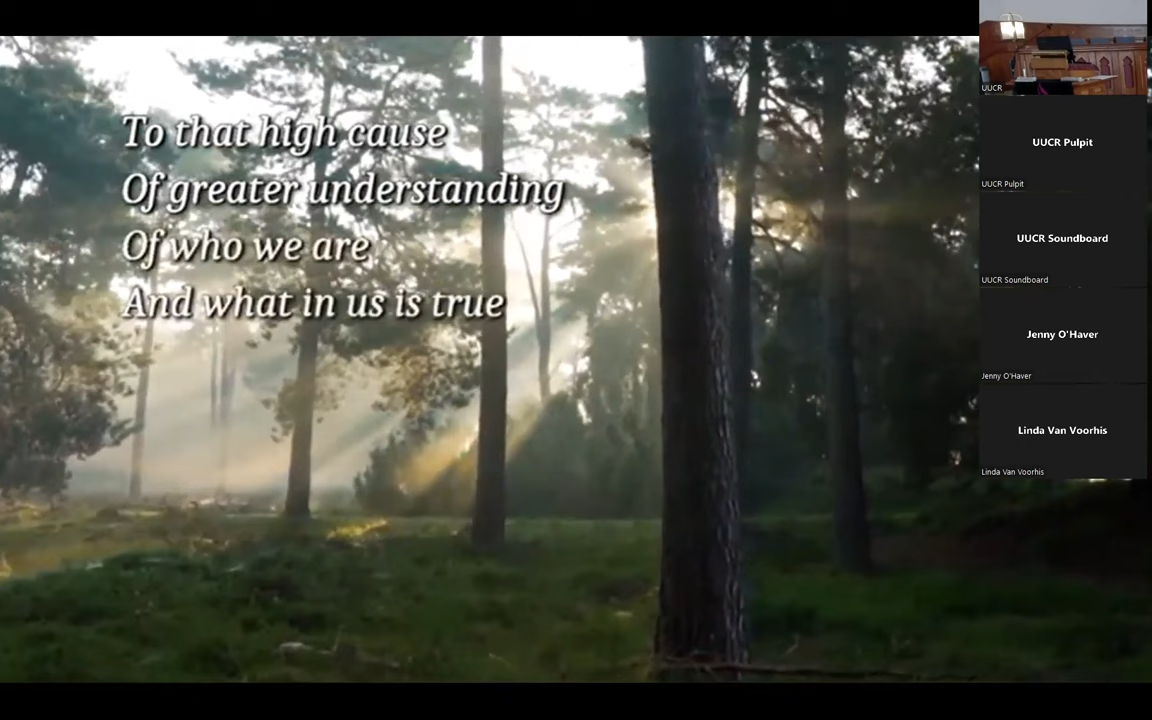 To that high cause
Of greater understanding
Of who we are
And what in us is true
UUCR
UUCR Pulpit
UUCR Pulpit
UUCR Soundboard
UUCR Soundboard
Jenny O'Haver
Jenny O'Haver
Linda Van Voorhis
Linda Van Voorhis